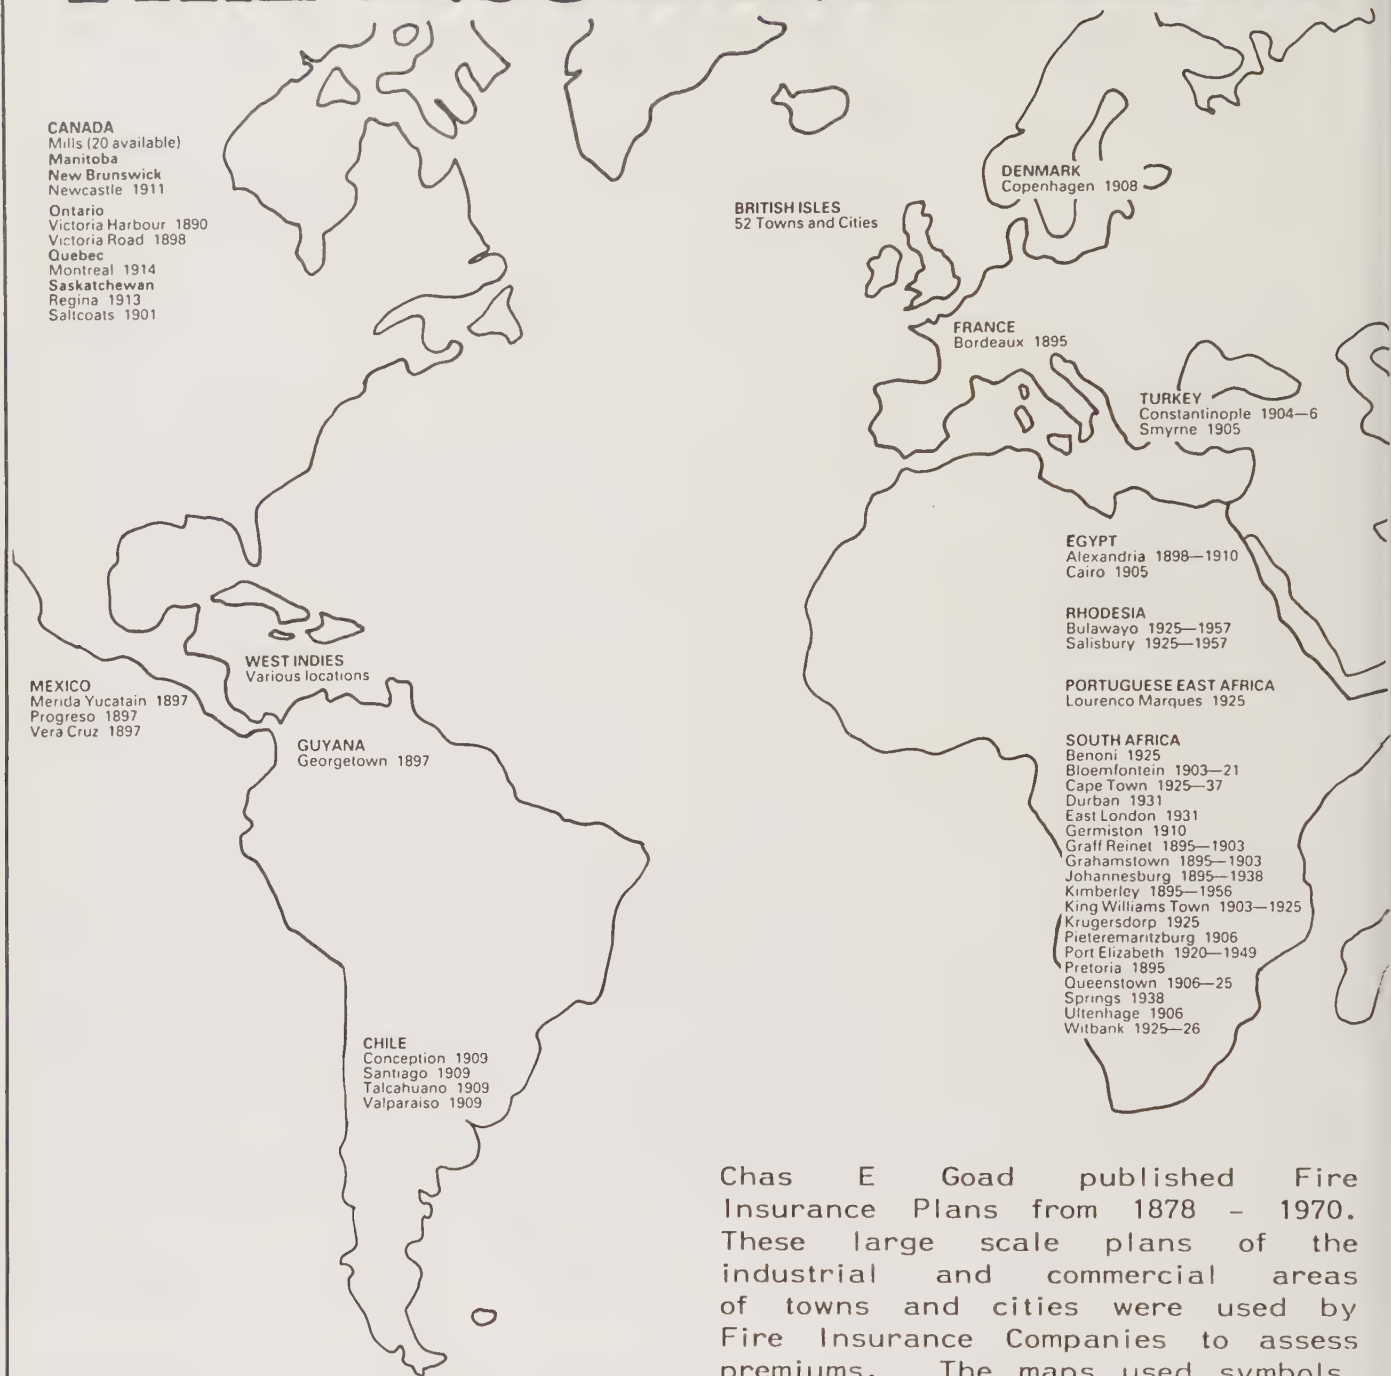 CANADA
Mills (20 available)
Manitoba
New Brunswick
Newcastle 1911
Ontario
Victoria Harbour 1890
Victoria Road 1898
Quebec
Montreal 1914
Saskatchewan
Regina 1913
Saltcoats 1901
BRITISH ISLES
52 Towns and Cities
DENMARK
Copenhagen 1908
FRANCE
Bordeaux 1895
TURKEY
Constantinople 1904—6
Smyrne 1905
MEXICO
Merida Yucatain 1897
Progreso 1897
Vera Cruz 1897
WEST INDIES
Various locations
GUYANA
Georgetown 1897
CHILE
Conception 1909
Santiago 1909
Talcahuano 1909
Valparaiso 1909
EGYPT
Alexandria 1898—1910
Cairo 1905
RHODESIA
Bulawayo 1925—1957
Salisbury 1925—1957
PORTUGUESE EAST AFRICA
Lourenco Marques 1925
SOUTH AFRICA
Benoni 1925
Bloemfontein 1903—21
Cape Town 1925—37
Durban 1931
East London 1931
Germiston 1910
Graff Reinet 1895—1903
Grahamstown 1895—1903
Johannesburg 1895—1938
Kimberley 1895—1956
King Williams Town 1903—1925
Krugersdorp 1925
Pieteremaritzburg 1906
Port Elizabeth 1920—1949
Pretoria 1895
Queenstown 1906—25
Springs 1938
Uitenhage 1906
Witbank 1925—26
Chas E Goad published Fire
Insurance Plans from 1878 - 1970.
These large scale plans of the
industrial and commercial areas
of towns and cities were used by
Fire Insurance Companies to assess
premiums. The maps used symbols,